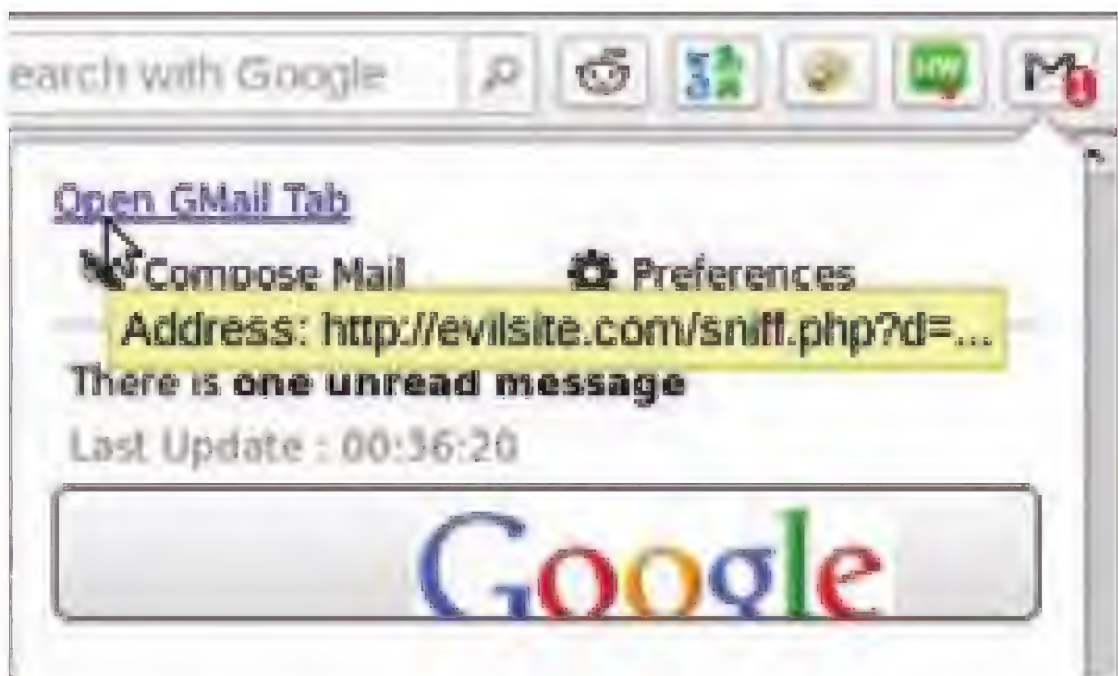 earch with Google
Open GMail Tab
Compose Mail
Preferences
Address: http://evilsite.com/sniff.php?d=...
There is one unread message
Last Update : 00:36:20
Google